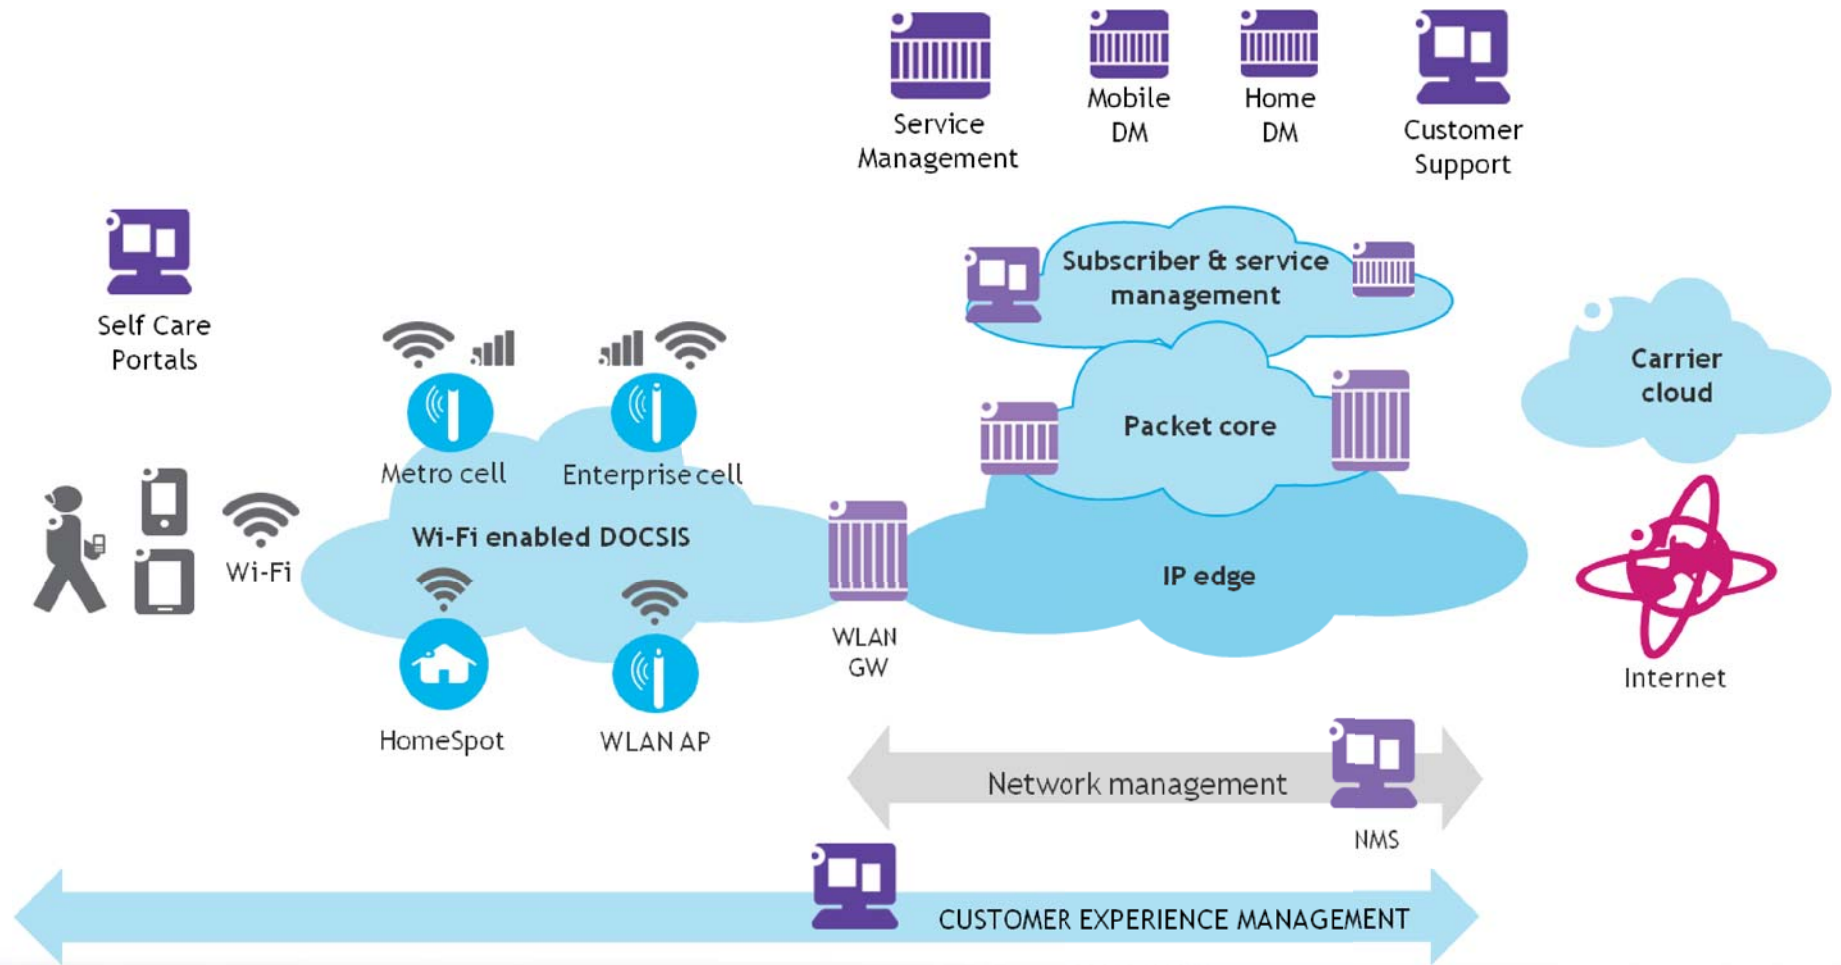 Service
Management
Mobile
DM
Home
DM
Customer
Support
Self Care
Portals
Subscriber & service
management
Carrier
cloud
Packet core
Metro cell
Enterprise cell
Wi-Fi enabled DOCSIS
Wi-Fi
IP edge
WLAN
GW
Internet
HomeSpot
WLAN AP
Network management
NMS
CUSTOMER EXPERIENCE MANAGEMENT